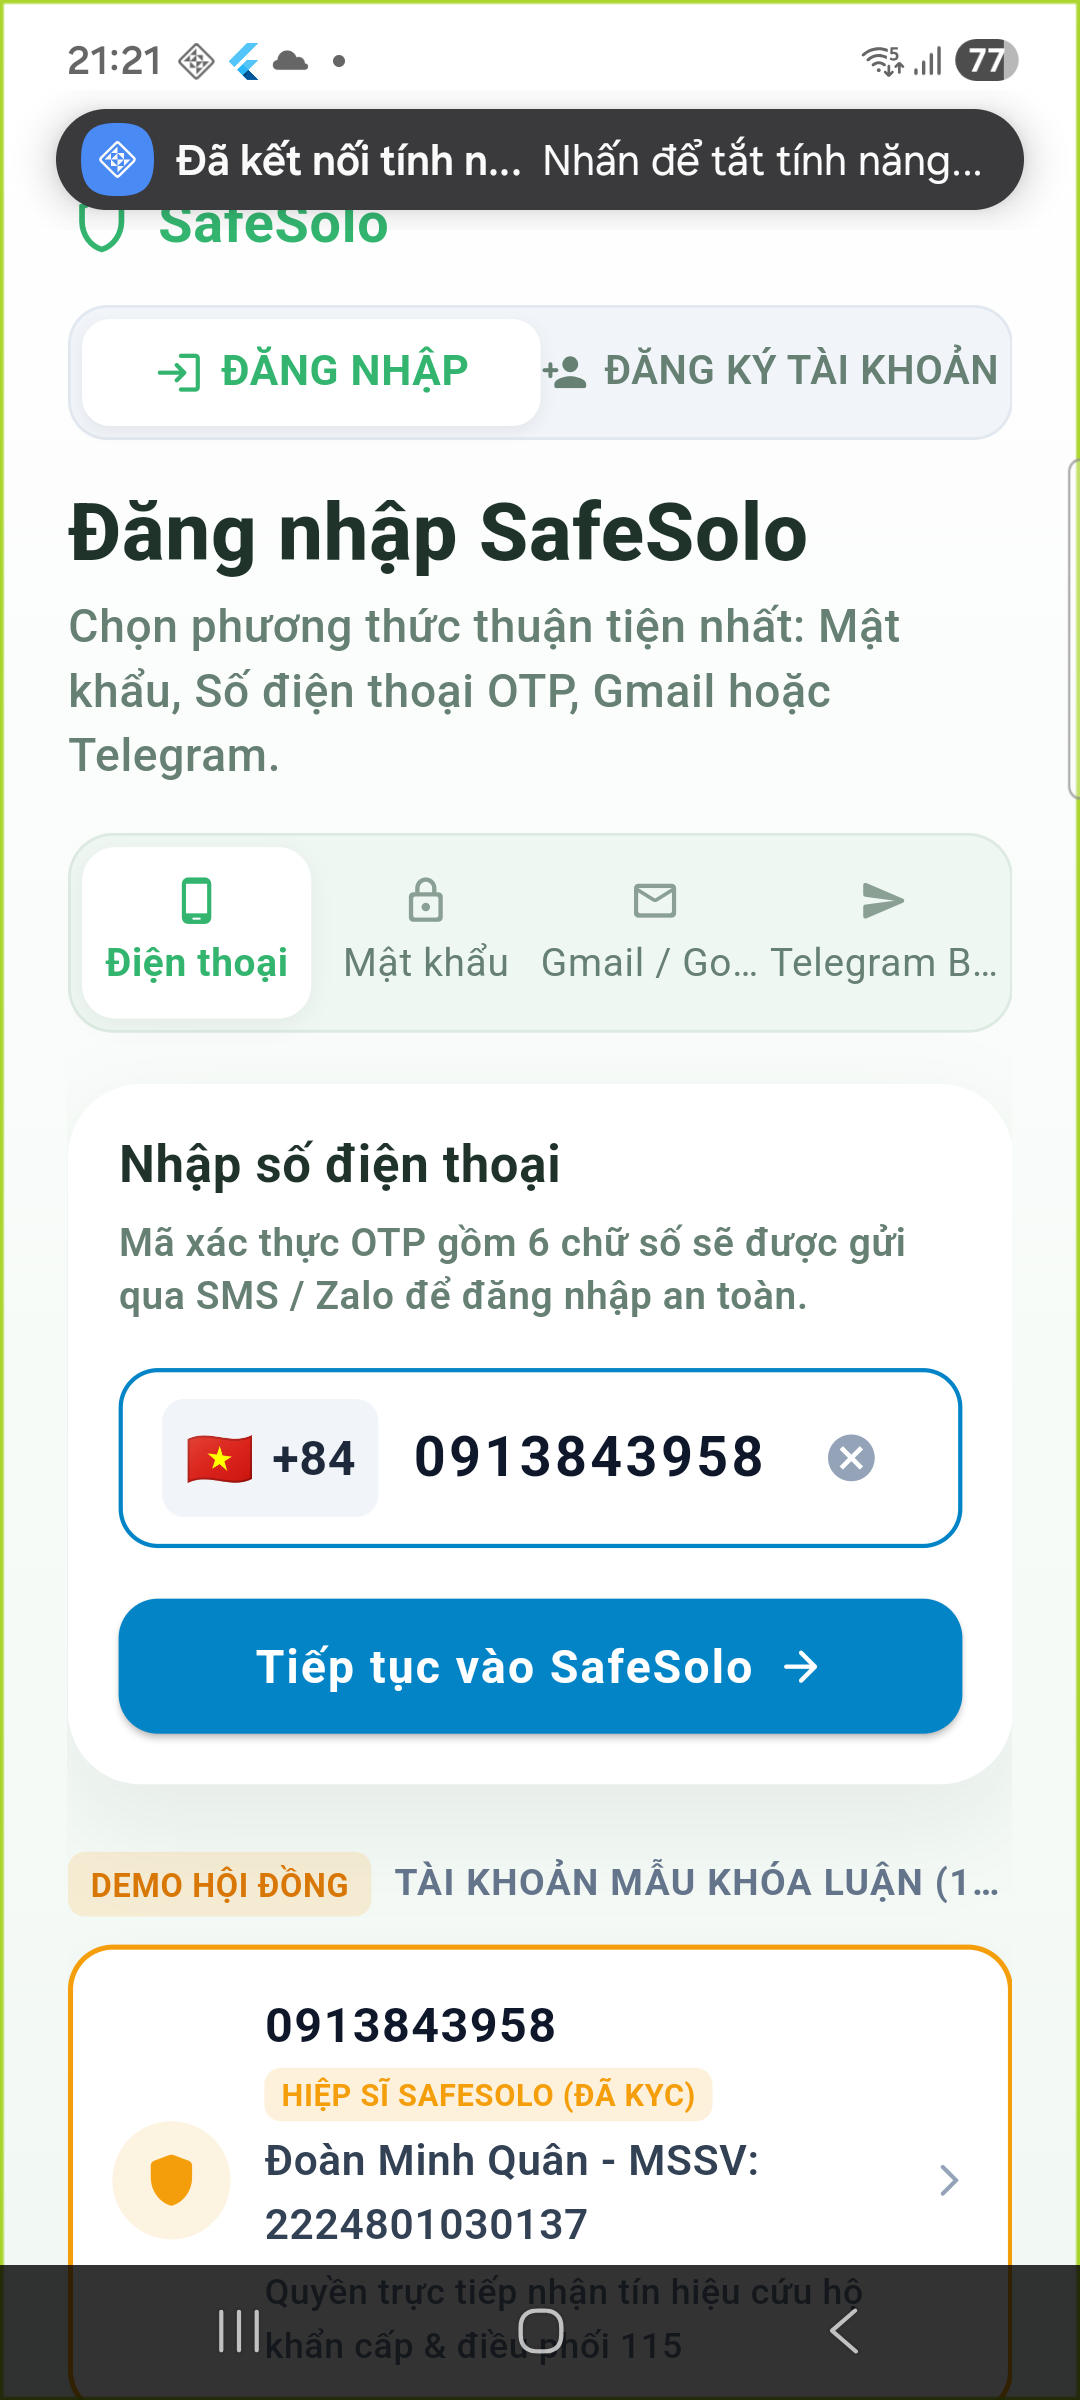 21:21
5
77
Đã kết nối tính n... Nhấn để tắt tính năng...
SafeSolo
ĐĂNG NHẬP
ĐĂNG KÝ TÀI KHOẢN
Đăng nhập SafeSolo
Chọn phương thức thuận tiện nhất: Mật
khẩu, Số điện thoại OTP, Gmail hoặc
Telegram.
Điện thoại
Mật khẩu
Gmail / Go...
Telegram B...
Nhập số điện thoại
Mã xác thực OTP gồm 6 chữ số sẽ được gửi
qua SMS / Zalo để đăng nhập an toàn.
+84 0913843958
Tiếp tục vào SafeSolo
DEMO HỘI ĐỒNG TÀI KHOẢN MẪU KHÓA LUẬN (1...
0913843958
HIỆP SĨ SAFESOLO (ĐÃ KYC)
Đoàn Minh Quân - MSSV:
2224801030137
Quyền trực tiếp nhận tín hiệu cứu hộ
khẩn cấp & điều phối 115